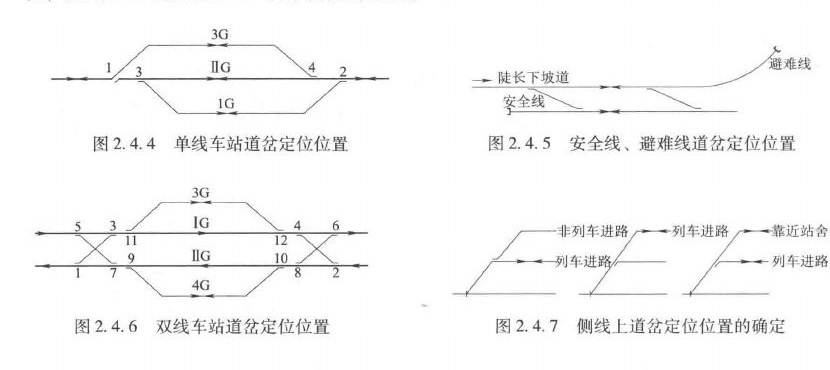 3G
1 3 ⅡG 4 2
1G
图 2.4.4 单线车站道岔定位位置
避难线
陡长下坡道
安全线
图 2.4.5 安全线、避难线道岔定位位置
3G
5 3 ⅠG 4 6
11 12
9 ⅡG 10
1 7 8 2
4G
图 2.4.6 双线车站道岔定位位置
非列车进路 列车进路 靠近站舍
列车进路 列车进路
图 2.4.7 侧线上道岔定位位置的确定